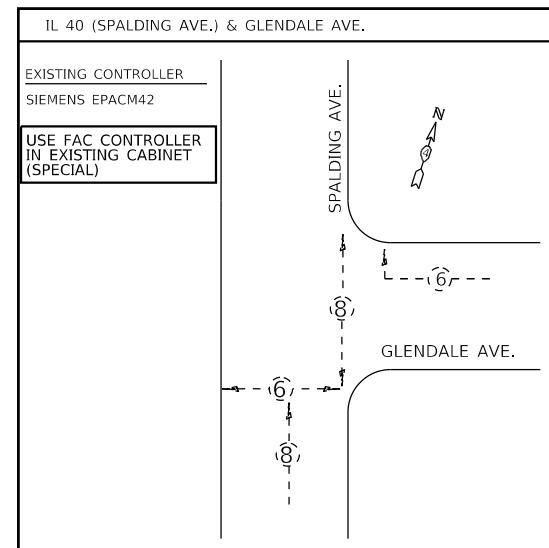 IL 40 (SPALDING AVE.) & GLENDALE AVE.
EXISTING CONTROLLER
SIEMENS EPACM42
USE FAC CONTROLLER
IN EXISTING CABINET
(SPECIAL)
SPALDING AVE.
N
4
6
8
GLENDALE AVE.
6
8